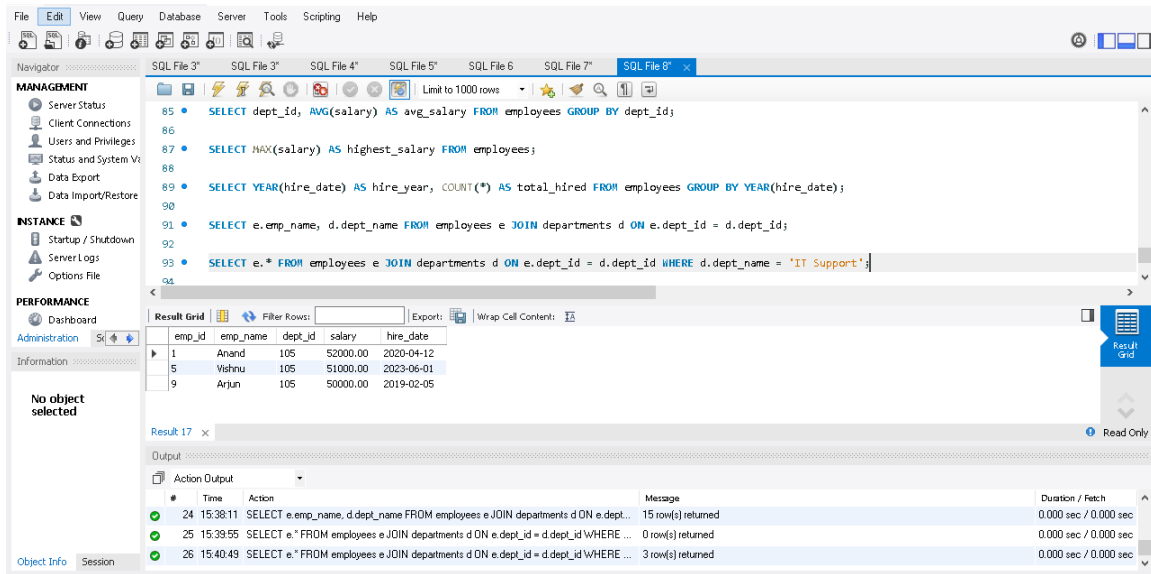 File Edit View Query Database Server Tools Scripting Help
Navigator
SQL File 3* SQL File 3* SQL File 4* SQL File 5* SQL File 6 SQL File 7* SQL File 8*
MANAGEMENT
Server Status
Client Connections
Users and Privileges
Status and System Va
Data Export
Data Import/Restore
INSTANCE
Startup / Shutdown
Server Logs
Options File
PERFORMANCE
Dashboard
Administration Sc
Information
No object
selected
Object Info Session
Limit to 1000 rows
85 SELECT dept_id, AVG(salary) AS avg_salary FROM employees GROUP BY dept_id;
86
87 SELECT MAX(salary) AS highest_salary FROM employees;
88
89 SELECT YEAR(hire_date) AS hire_year, COUNT(*) AS total_hired FROM employees GROUP BY YEAR(hire_date);
90
91 SELECT e.emp_name, d.dept_name FROM employees e JOIN departments d ON e.dept_id = d.dept_id;
92
93 SELECT e.* FROM employees e JOIN departments d ON e.dept_id = d.dept_id WHERE d.dept_name = 'IT Support';
94
Result Grid Filter Rows: Export: Wrap Cell Content: IA
emp_id emp_name dept_id salary hire_date
1 Anand 105 52000.00 2020-04-12
5 Vishnu 105 51000.00 2023-06-01
9 Arjun 105 50000.00 2019-02-05
Result
Grid
Result 17 Read Only
Output
Action Output
# Time Action Message Duration / Fetch
24 15:38:11 SELECT e.emp_name, d.dept_name FROM employees e JOIN departments d ON e.dept... 15 row(s) returned 0.000 sec / 0.000 sec
25 15:39:55 SELECT e.* FROM employees e JOIN departments d ON e.dept_id = d.dept_id WHERE ... 0 row(s) returned 0.000 sec / 0.000 sec
26 15:40:49 SELECT e.* FROM employees e JOIN departments d ON e.dept_id = d.dept_id WHERE ... 3 row(s) returned 0.000 sec / 0.000 sec